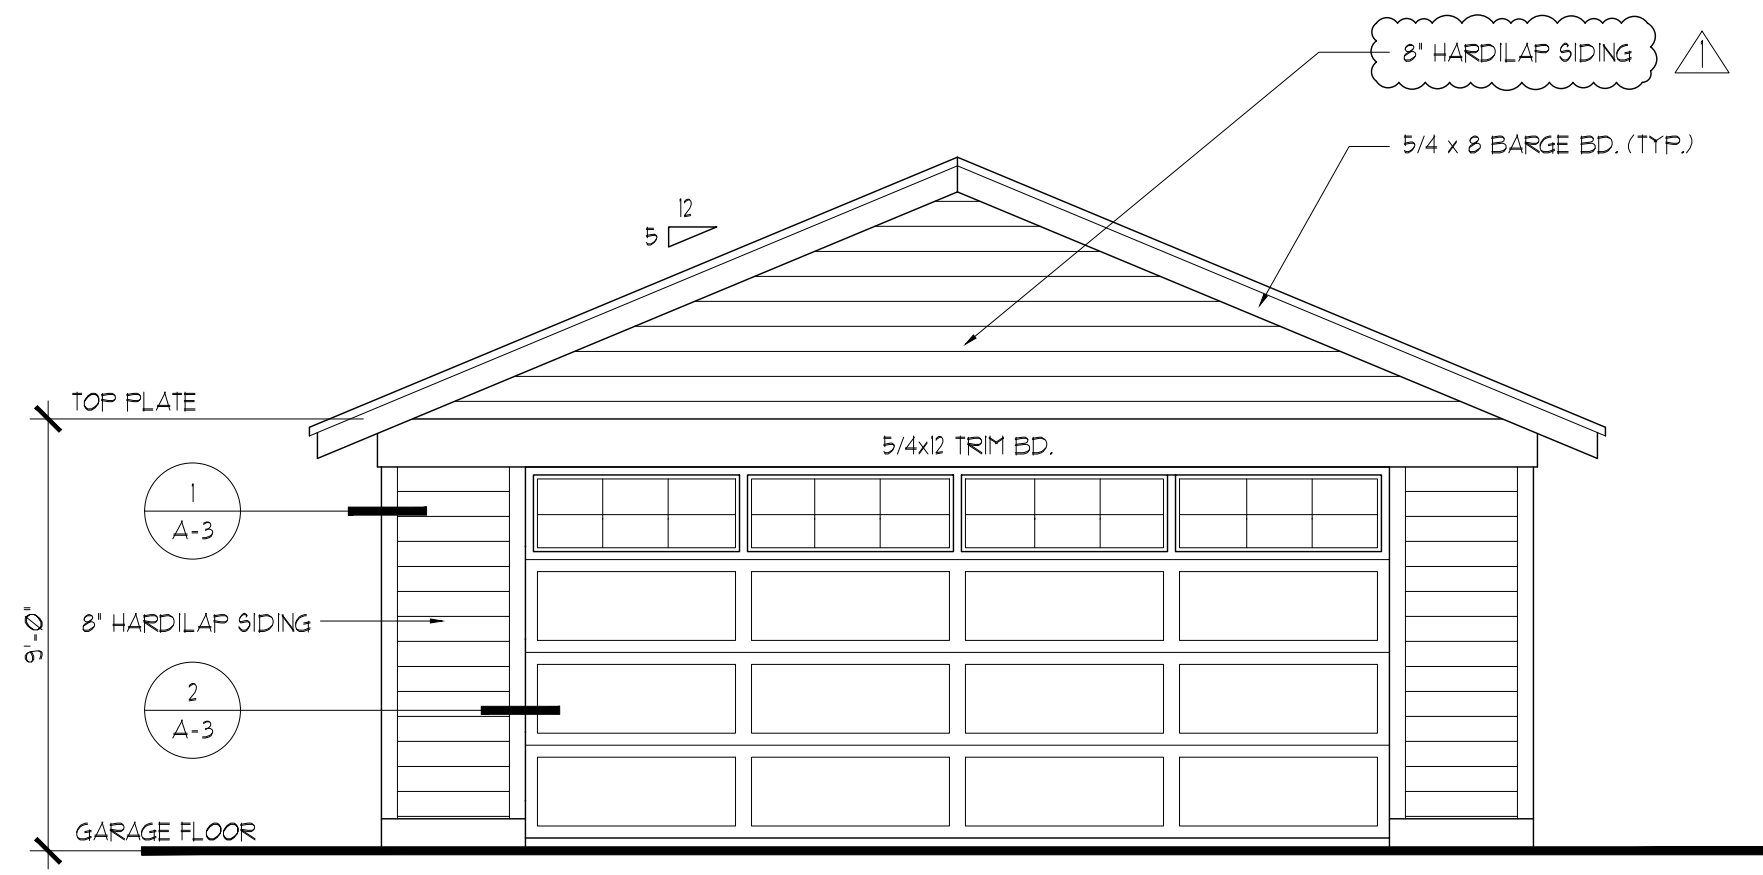 8" HARDILAP SIDING
1
5/4 x 8 BARGE BD. (TYP.)
12
5
TOP PLATE
5/4x12 TRIM BD.
1
A-3
8" HARDILAP SIDING
9'-0"
2
A-3
GARAGE FLOOR